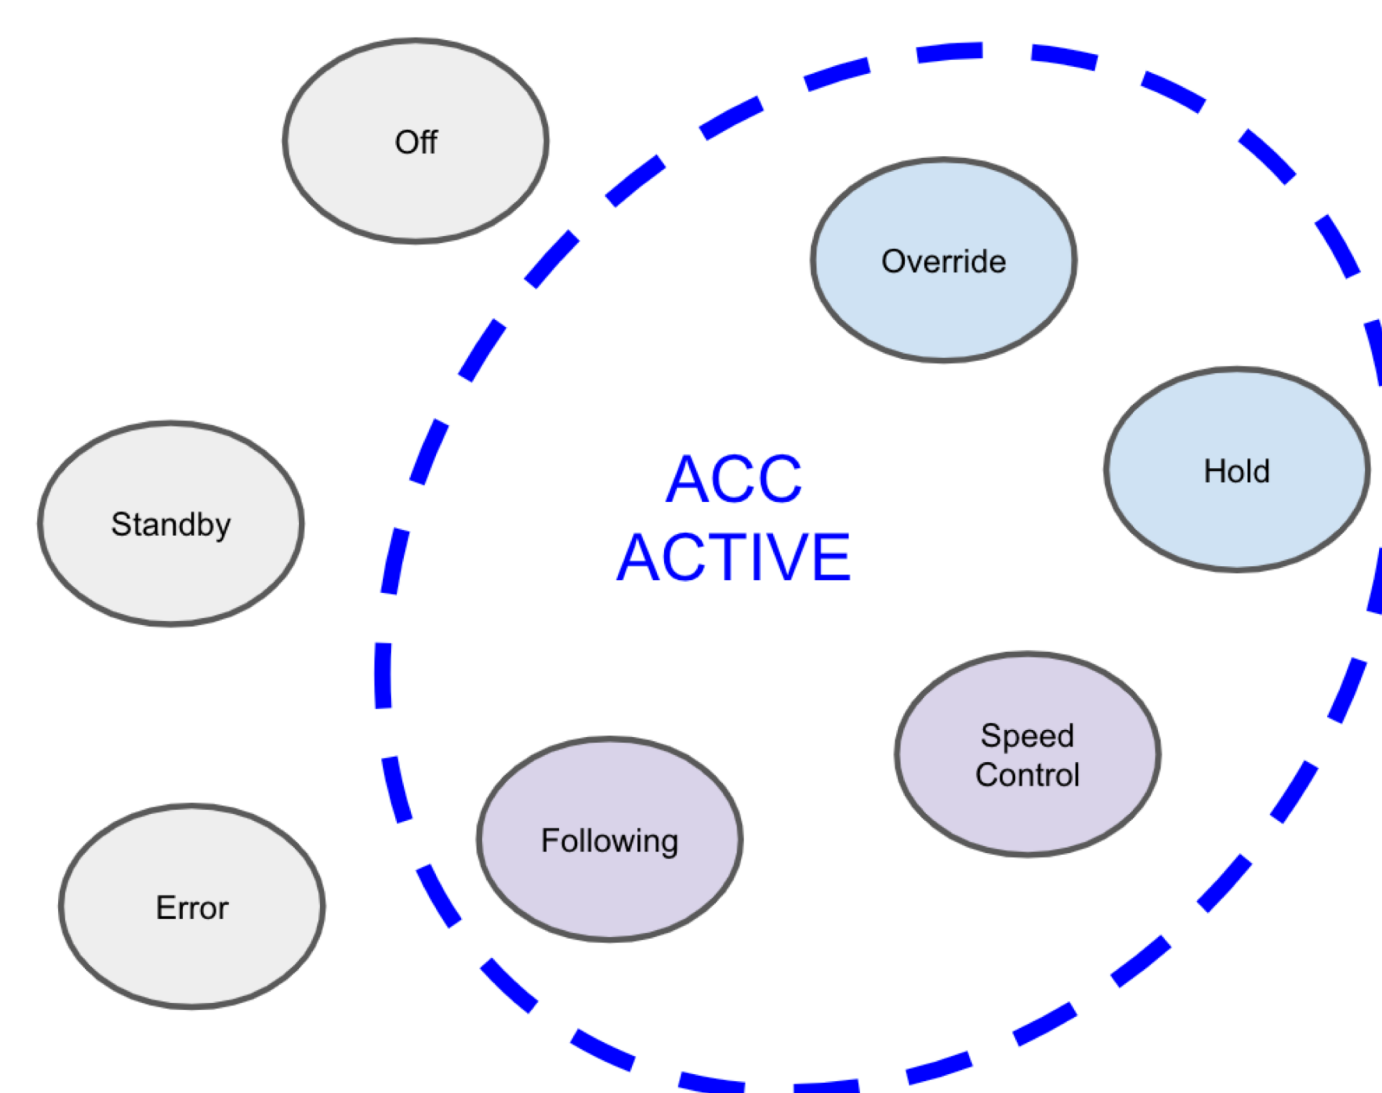 Off
Override
ACC
ACTIVE
Hold
Standby
Speed
Control
Following
Error